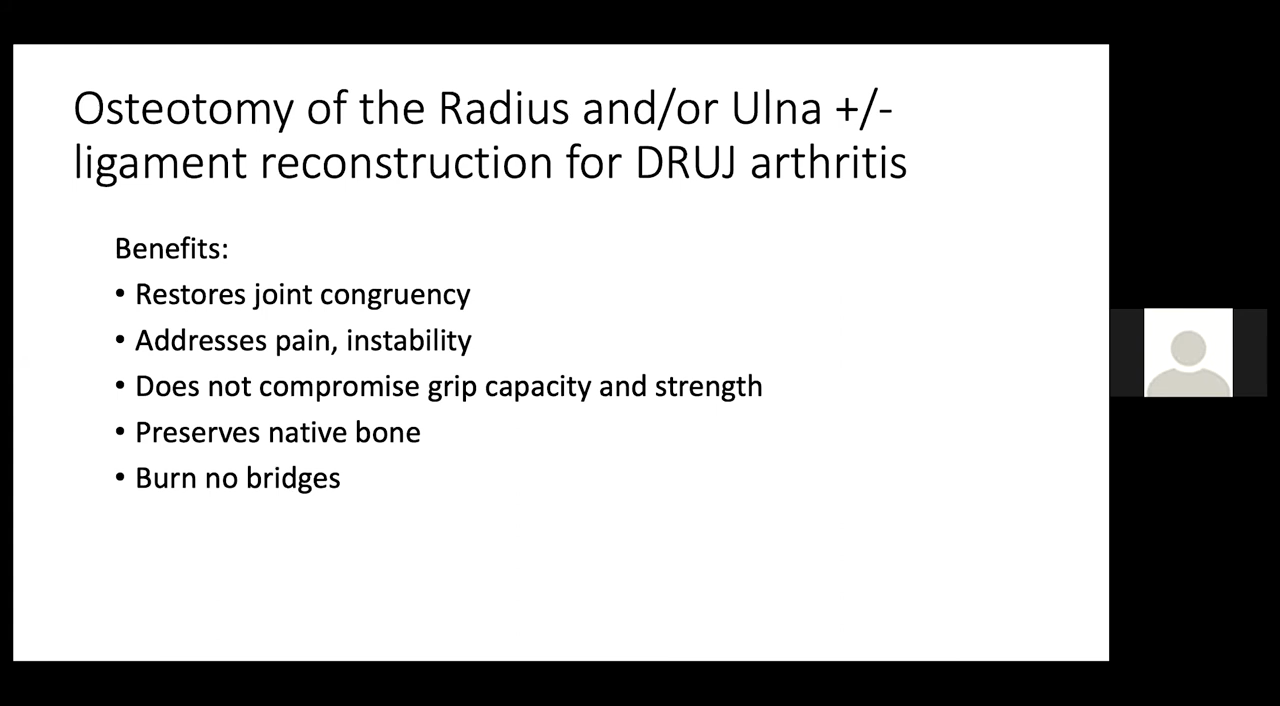 Osteotomy of the Radius and/or Ulna +/-
ligament reconstruction for DRUJ arthritis
Benefits:
• Restores joint congruency
• Addresses pain, instability
• Does not compromise grip capacity and strength
• Preserves native bone
• Burn no bridges